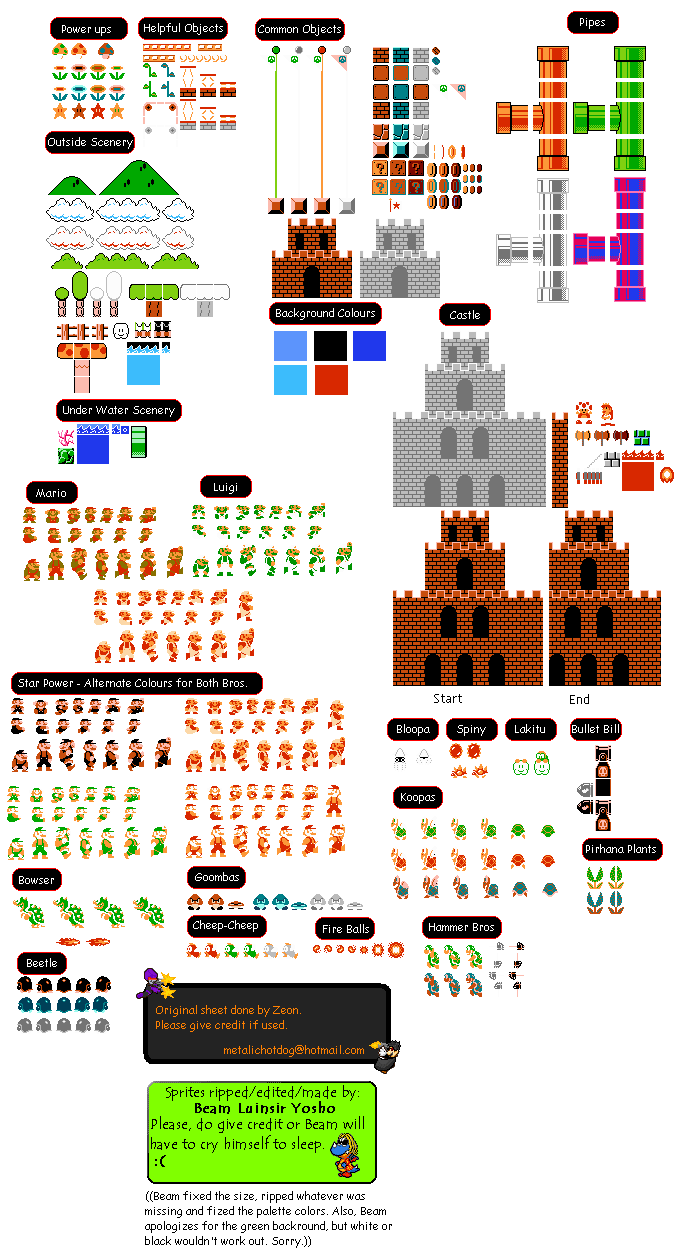 Power ups
Helpful Objects
Common Objects
Pipes
Outside Scenery
Background Colours
Castle
Under Water Scenery
Mario
Luigi
Star Power - Alternate Colours for Both Bros.
Start
End
Bloopa
Spiny
Lakitu
Bullet Bill
Koopas
Pirhana Plants
Bowser
Goombas
Cheep-Cheep
Fire Balls
Hammer Bros
Beetle
Original sheet done by Zeon.
Please give credit if used.
metalichotdog@hotmail.com
Sprites ripped/edited/made by:
Beam Luinsir Yosho
Please, do give credit or Beam will
have to cry himself to sleep.
:(
((Beam fixed the size, ripped whatever was
missing and fized the palette colors. Also, Beam
apologizes for the green backround, but white or
black wouldn't work out. Sorry.))